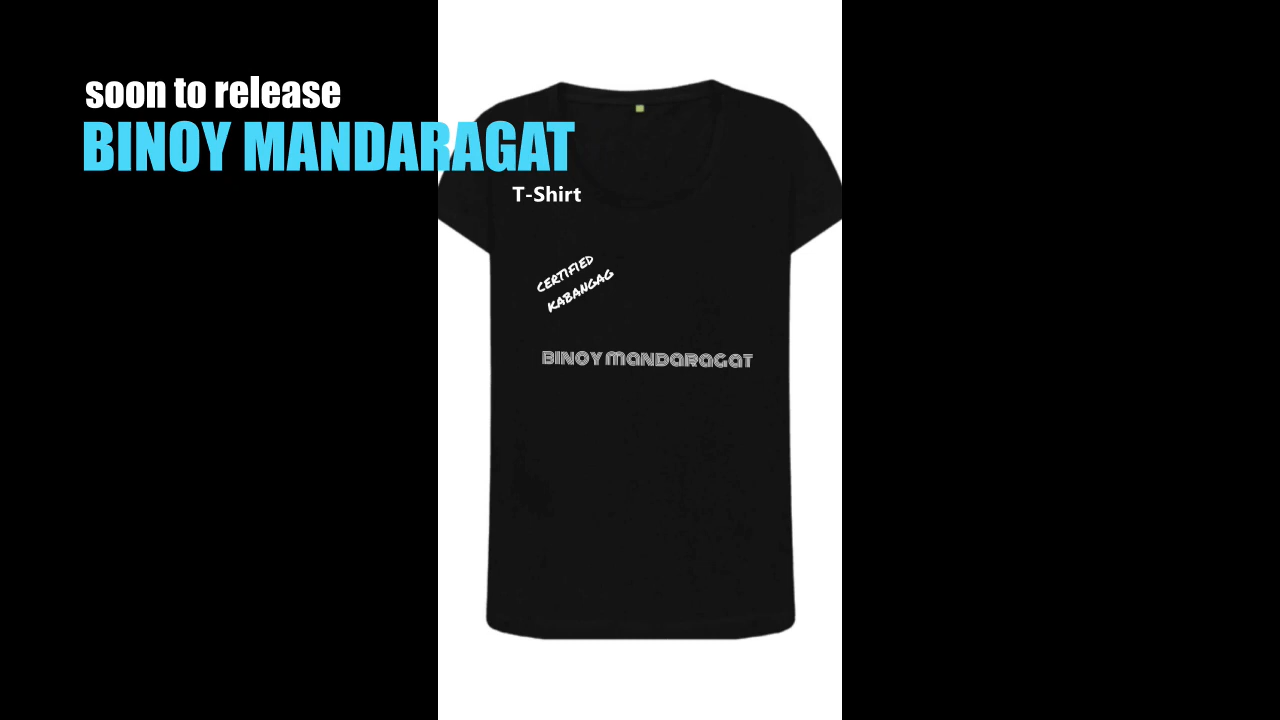 soon to release
BINOY MANDARAGAT
T-Shirt
CERTIFIED
KABANGAG
BINOY MANDARAGAT